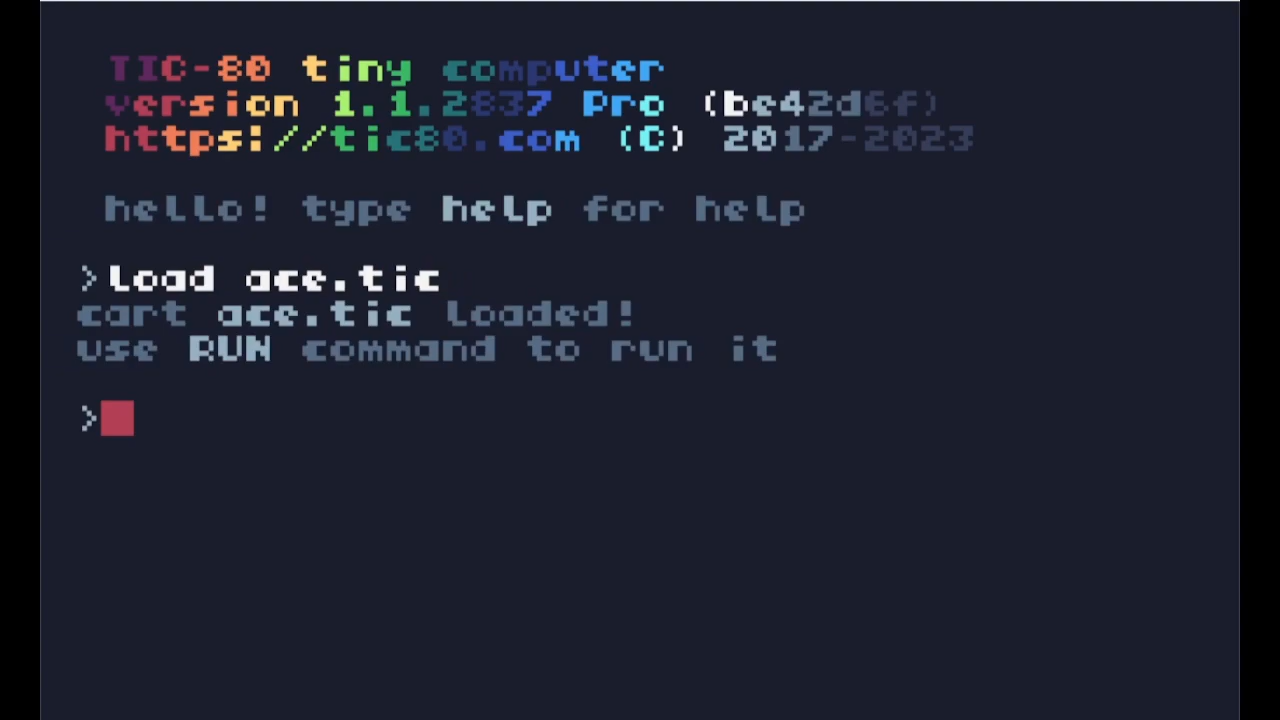 TIC-80 tiny computer
version 1.1.2837 Pro (be42d6f)
https://tic80.com (C) 2017-2023
hello! type help for help
>load ace.tic
cart ace.tic loaded!
use RUN command to run it
>